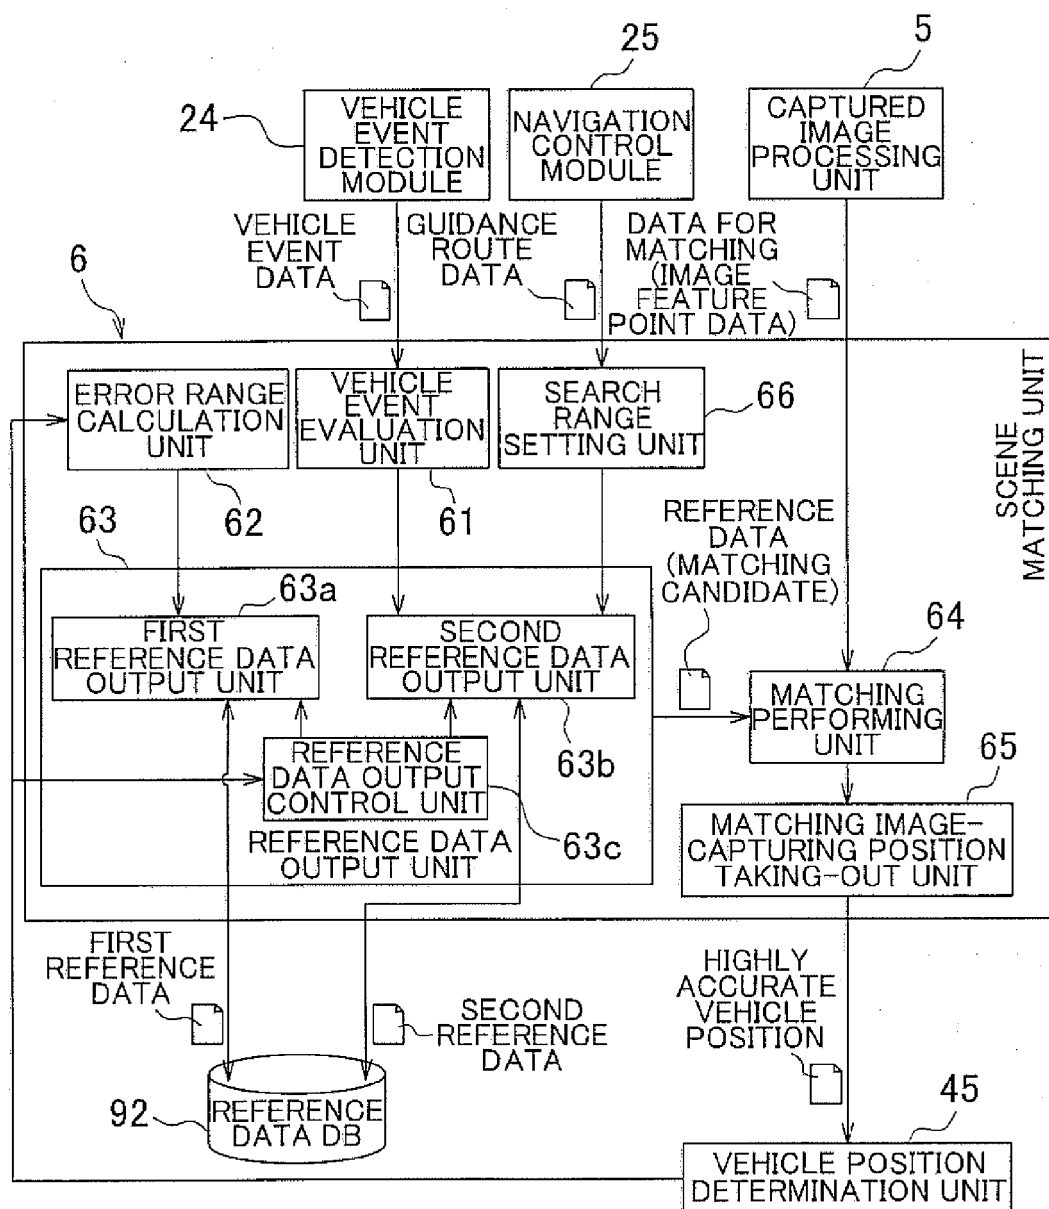 25
5
24
VEHICLE
EVENT
DETECTION
MODULE
NAVIGATION
CONTROL
MODULE
CAPTURED
IMAGE
PROCESSING
UNIT
VEHICLE
EVENT
DATA
GUIDANCE
ROUTE
DATA
DATA FOR
MATCHING
(IMAGE
FEATURE
POINT DATA)
6
ERROR RANGE
CALCULATION
UNIT
VEHICLE
EVENT
EVALUATION
UNIT
SEARCH
RANGE
SETTING UNIT
66
SCENE
MATCHING UNIT
62
61
63
REFERENCE
DATA
(MATCHING
CANDIDATE)
63a
FIRST
REFERENCE DATA
OUTPUT UNIT
SECOND
REFERENCE DATA
OUTPUT UNIT
64
MATCHING
PERFORMING
UNIT
REFERENCE
DATA OUTPUT
CONTROL UNIT
63b
65
63c
REFERENCE DATA
OUTPUT UNIT
MATCHING IMAGE-
CAPTURING POSITION
TAKING-OUT UNIT
FIRST
REFERENCE
DATA
SECOND
REFERENCE
DATA
HIGHLY
ACCURATE
VEHICLE
POSITION
92
REFERENCE
DATA DB
45
VEHICLE POSITION
DETERMINATION UNIT